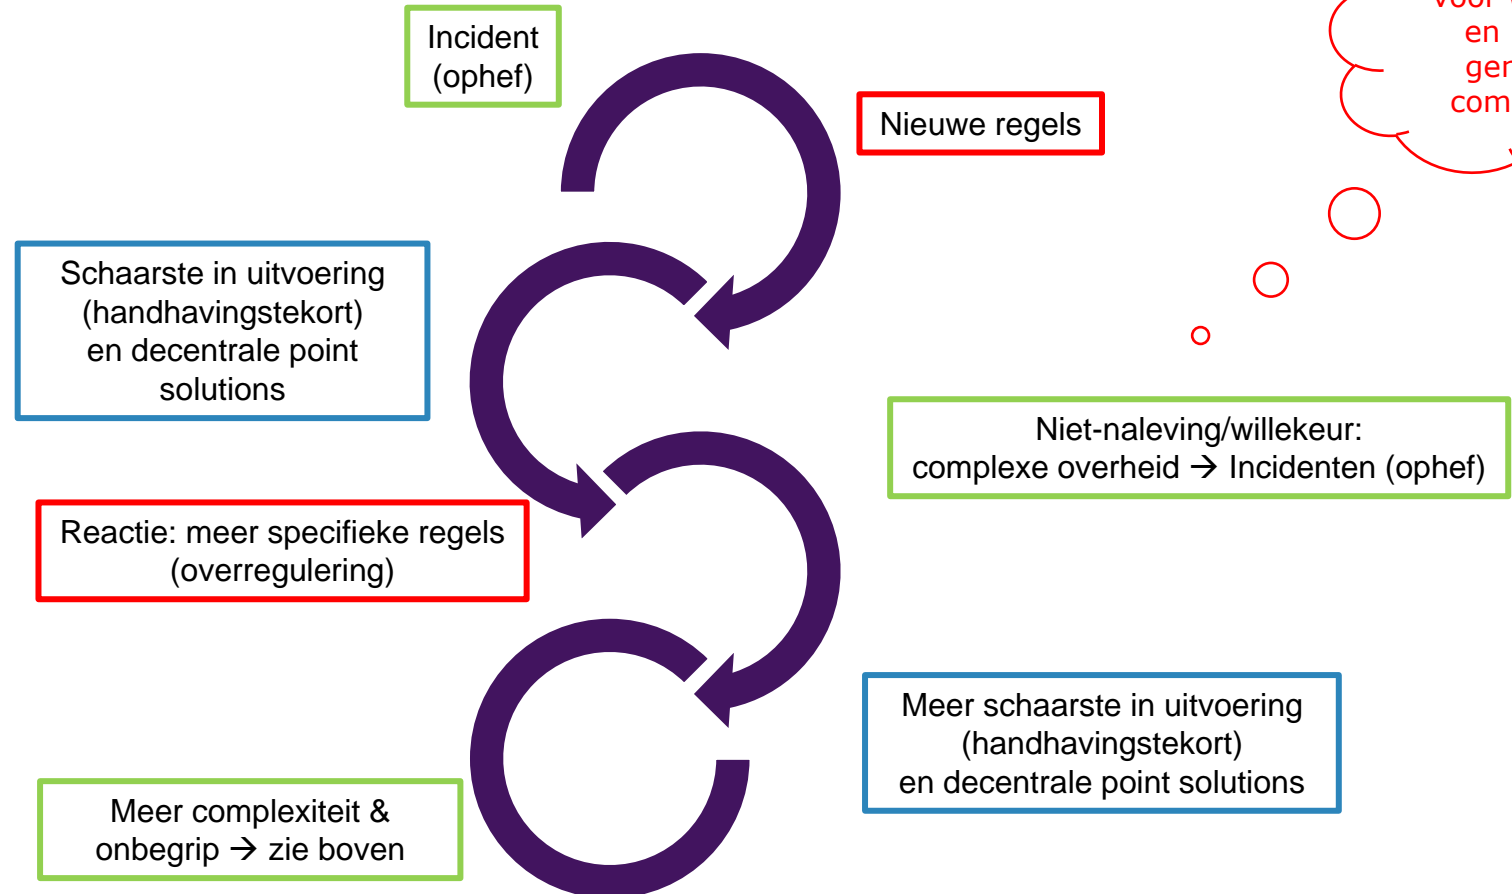 Incident
(ophef)
voor
en
Nieuwe regels
Schaarste in uitvoering
(handhavingstekort)
en decentrale point
solutions
Niet-naleving/willekeur:
complexe overheid → Incidenten (ophef)
Reactie: meer specifieke regels
(overregulering)
Meer schaarste in uitvoering
(handhavingstekort)
en decentrale point solutions
Meer complexiteit &
onbegrip → zie boven